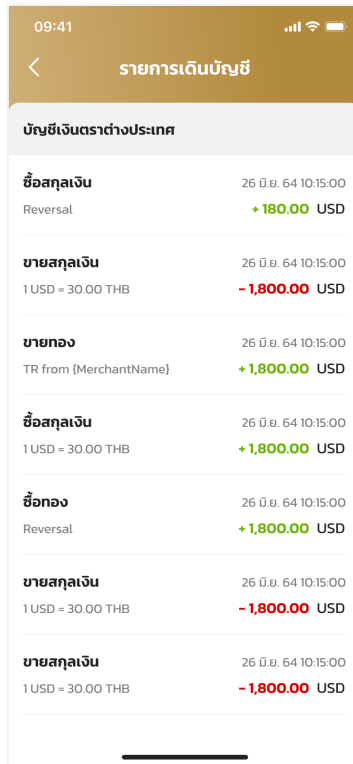 09:41
รายการเดินบัญชี
บัญชีเงินตราต่างประเทศ
ซื้อสกุลเงิน 26 มิ.ย. 64 10:15:00
Reversal + 180.00 USD
ขายสกุลเงิน 26 มิ.ย. 64 10:15:00
1 USD = 30.00 THB - 1,800.00 USD
ขายทอง 26 มิ.ย. 64 10:15:00
TR from {MerchantName} + 1,800.00 USD
ซื้อสกุลเงิน 26 มิ.ย. 64 10:15:00
1 USD = 30.00 THB + 1,800.00 USD
ซื้อทอง 26 มิ.ย. 64 10:15:00
Reversal + 1,800.00 USD
ขายสกุลเงิน 26 มิ.ย. 64 10:15:00
1 USD = 30.00 THB - 1,800.00 USD
ขายสกุลเงิน 26 มิ.ย. 64 10:15:00
1 USD = 30.00 THB - 1,800.00 USD